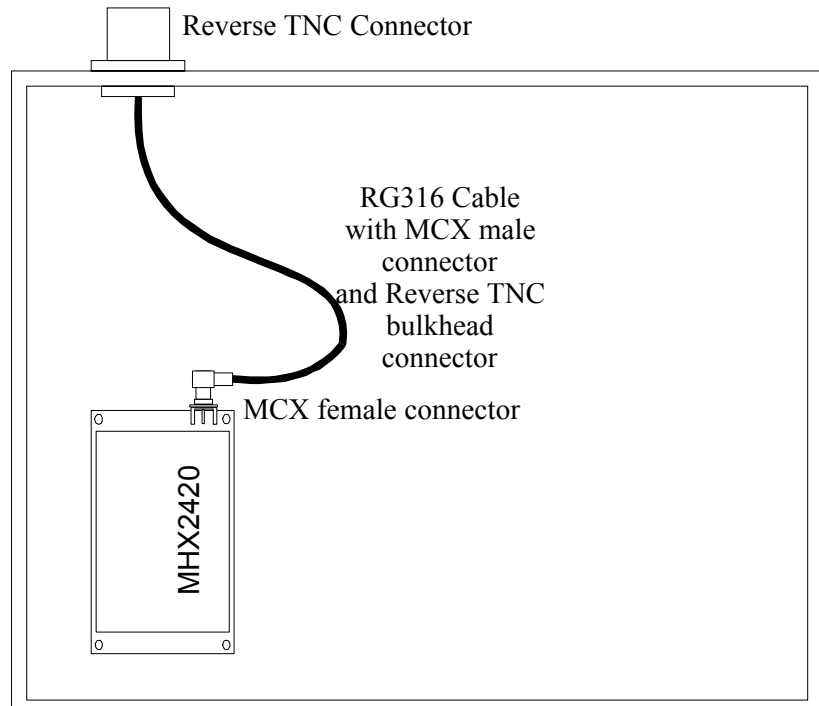 Reverse TNC Connector
RG316 Cable
with MCX male
connector
and Reverse TNC
bulkhead
connector
MCX female connector
MHX2420